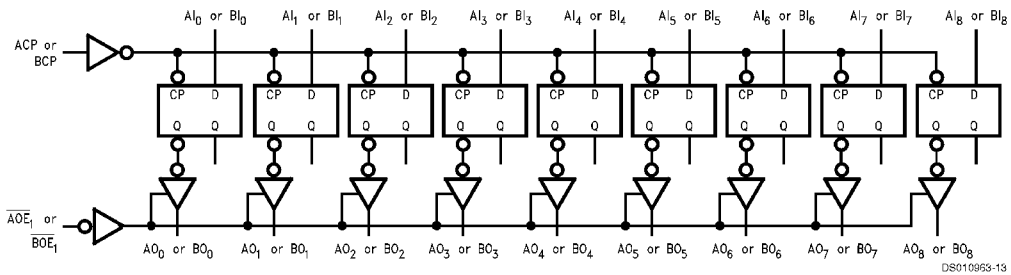 AI₀ or BI₀ AI₁ or BI₁ AI₂ or BI₂ AI₃ or BI₃ AI₄ or BI₄ AI₅ or BI₅ AI₆ or BI₆ AI₇ or BI₇ AI₈ or BI₈
ACP or
BCP
CP D CP D CP D CP D CP D CP D CP D CP D CP D
Q Q Q Q Q Q Q Q Q Q Q Q Q Q Q Q Q Q
A̅O̅E̅₁ or
B̅O̅E̅₁
AO₀ or BO₀ AO₁ or BO₁ AO₂ or BO₂ AO₃ or BO₃ AO₄ or BO₄ AO₅ or BO₅ AO₆ or BO₆ AO₇ or BO₇ AO₈ or BO₈
DS010963-13